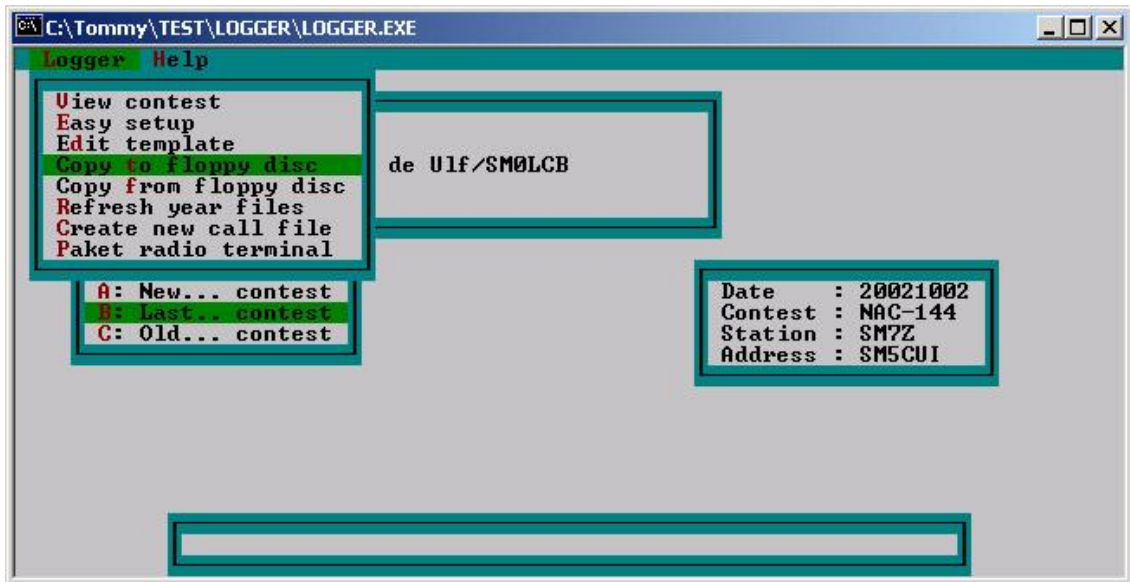 C:\Tommy\TEST\LOGGER\LOGGER.EXE
Logger Help
View contest
Easy setup
Edit template
Copy to floppy disc
Copy from floppy disc
Refresh year files
Create new call file
Paket radio terminal
de Ulf/SM0LCB
A: New... contest
B: Last.. contest
C: Old... contest
Date : 20021002
Contest : NAC-144
Station : SM7Z
Address : SM5CUI